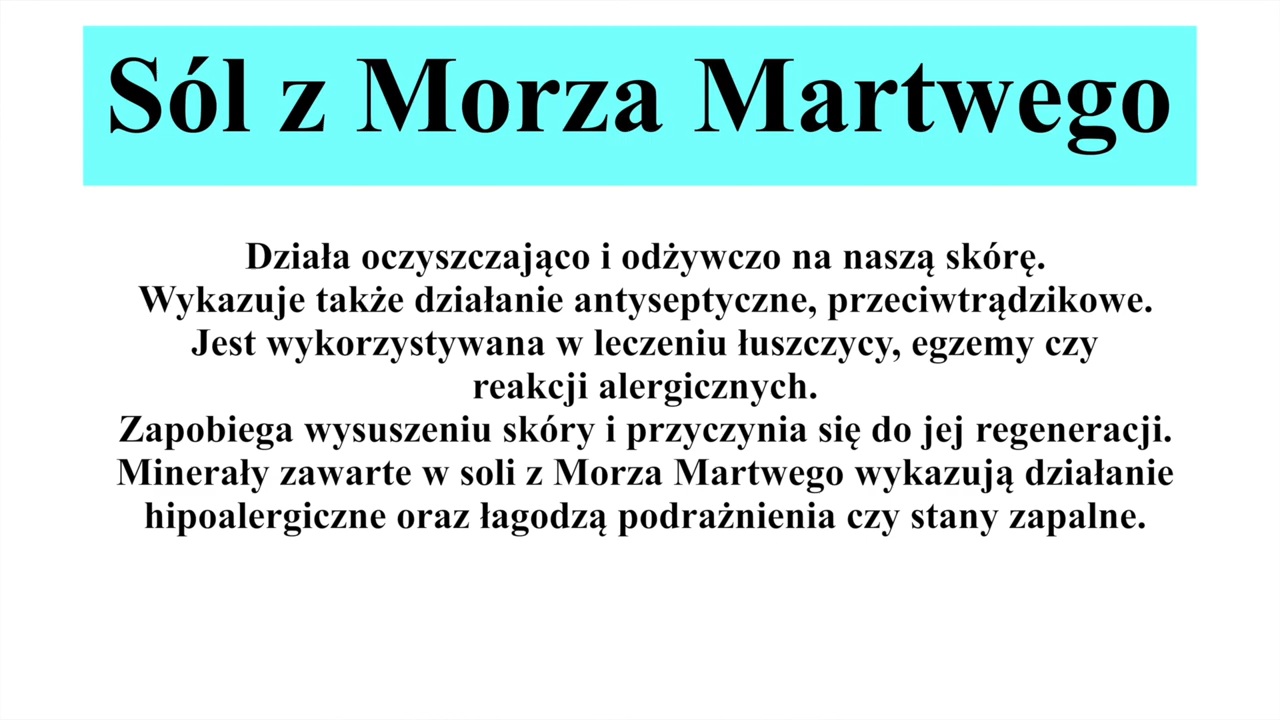 Sól z Morza Martwego
Działa oczyszczająco i odżywczo na naszą skórę.
Wykazuje także działanie antyseptyczne, przeciwtrądzikowe.
Jest wykorzystywana w leczeniu łuszczycy, egzemy czy
reakcji alergicznych.
Zapobiega wysuszeniu skóry i przyczynia się do jej regeneracji.
Minerały zawarte w soli z Morza Martwego wykazują działanie
hipoalergiczne oraz łagodzą podrażnienia czy stany zapalne.